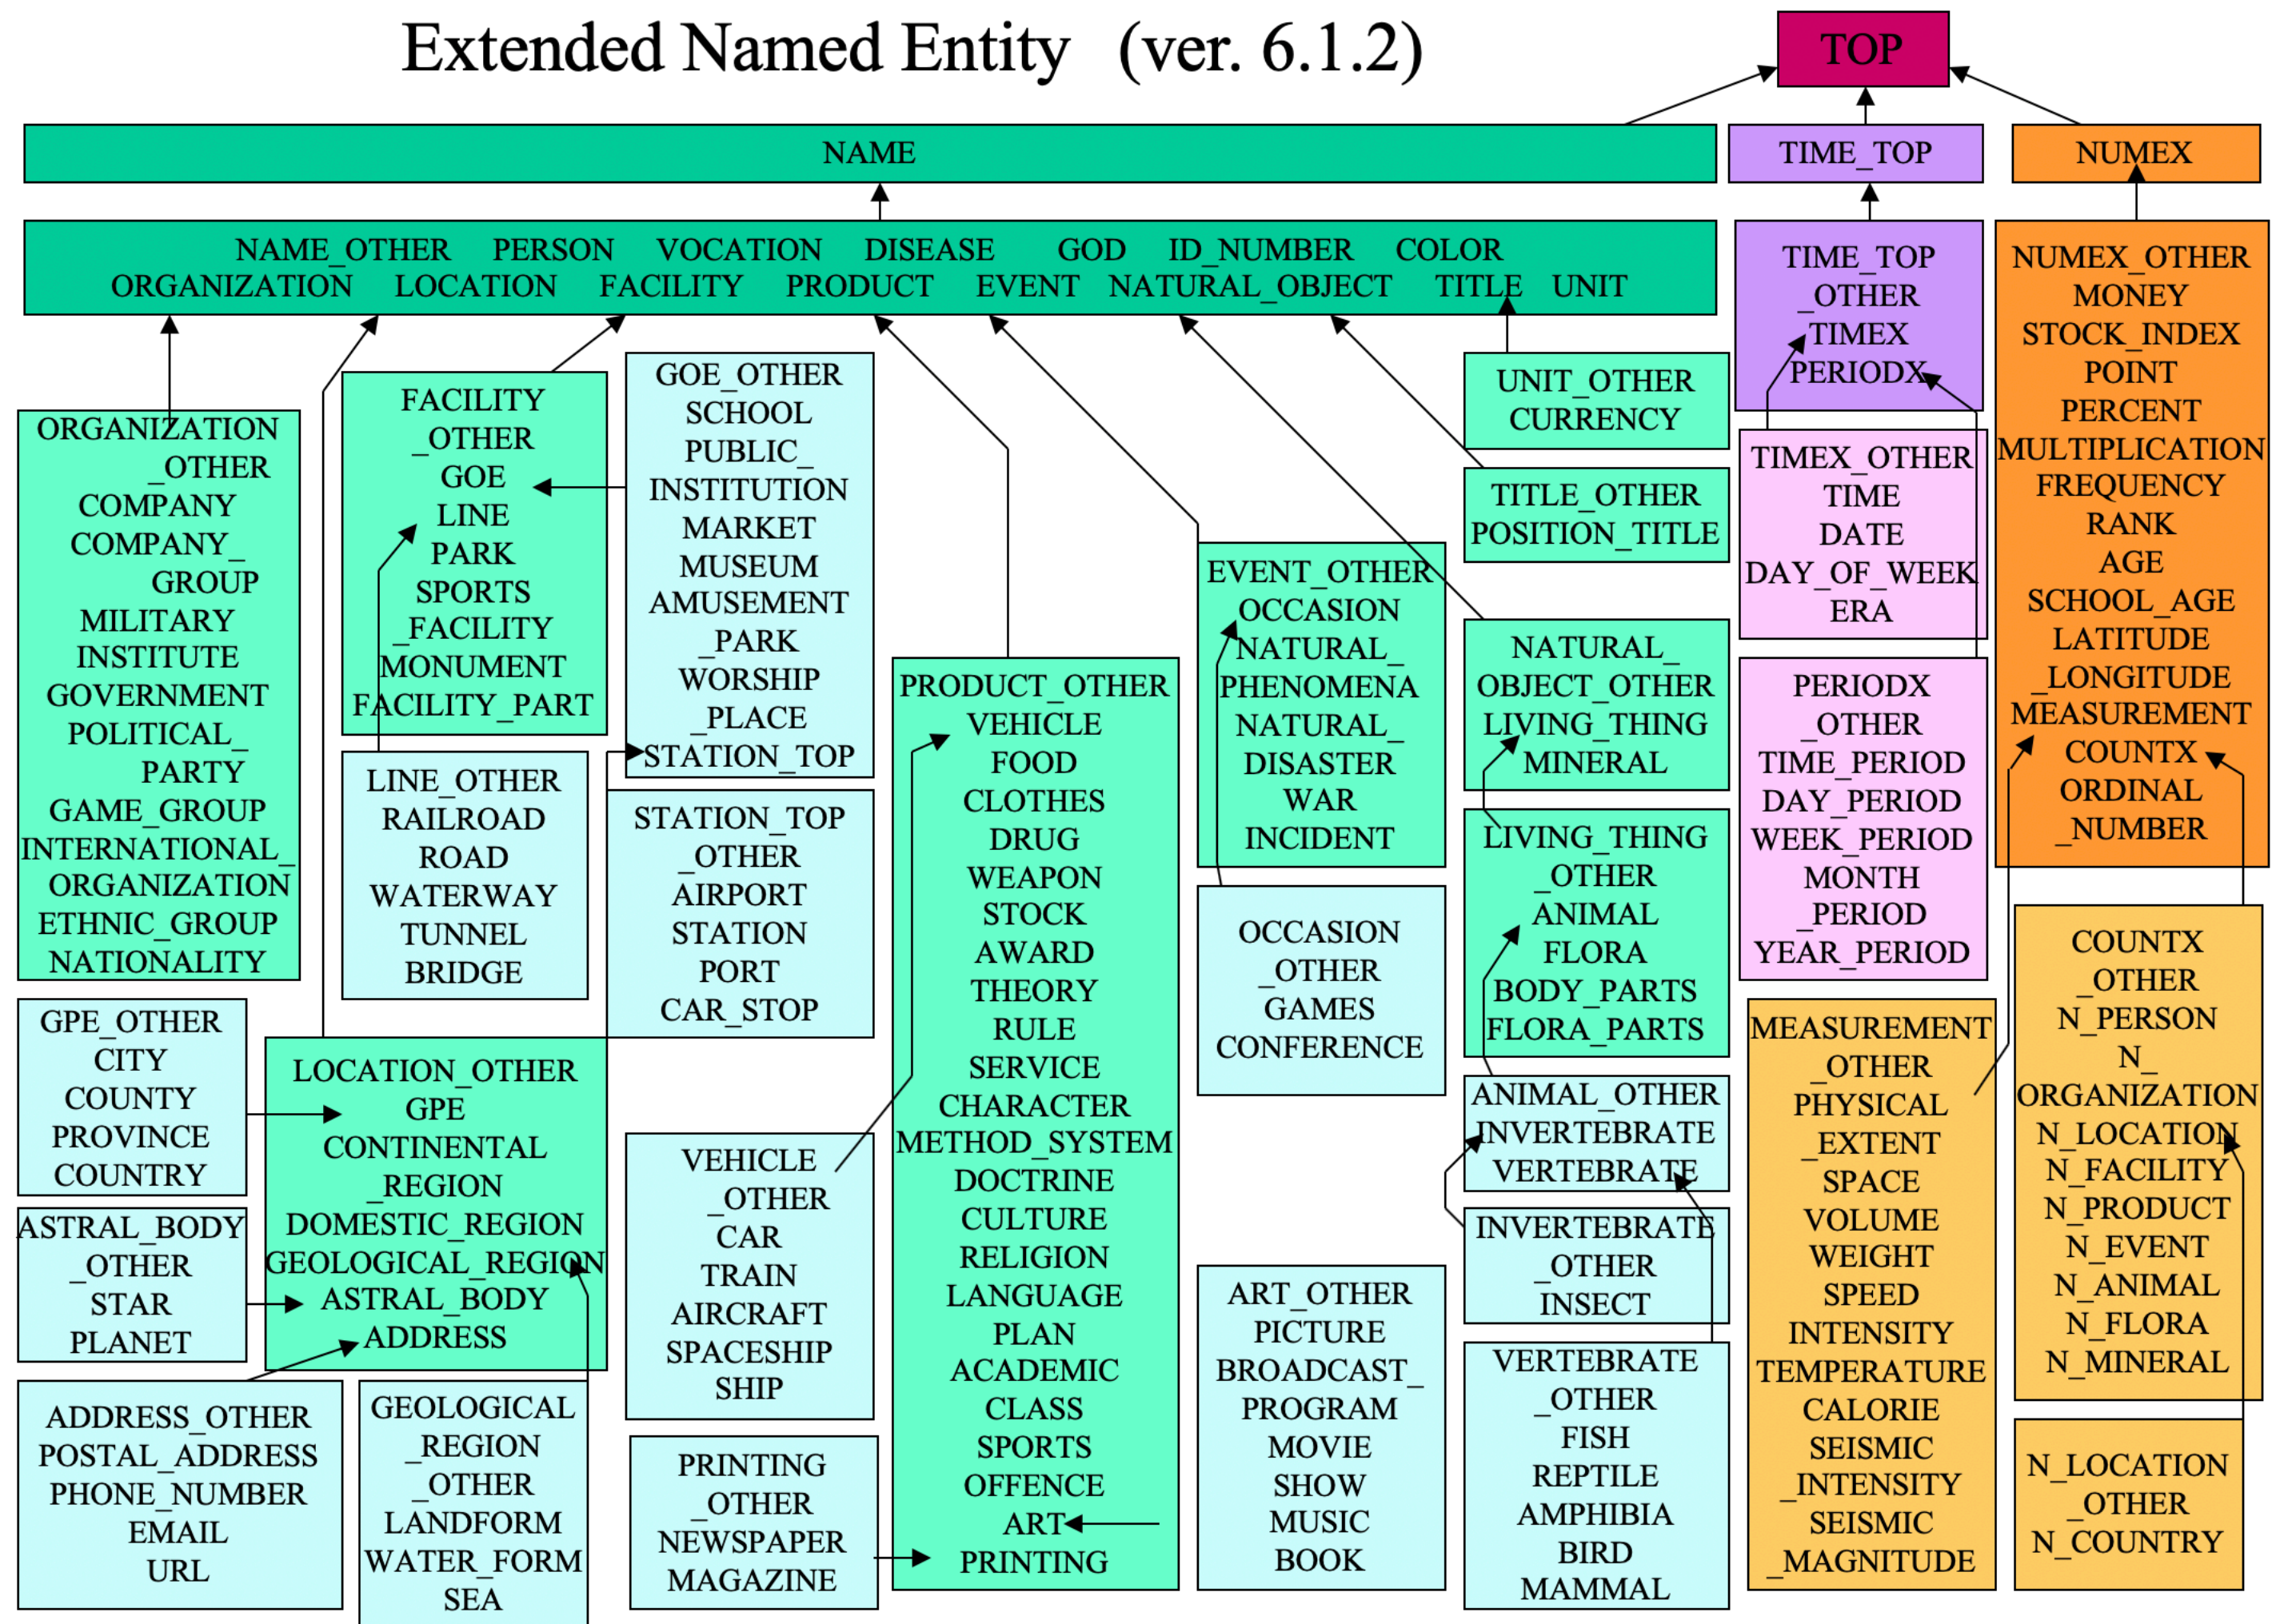 Extended Named Entity (ver. 6.1.2)
TOP
NAME
TIME_TOP
NUMEX
NAME_OTHER PERSON VOCATION DISEASE GOD ID_NUMBER COLOR
ORGANIZATION LOCATION FACILITY PRODUCT EVENT NATURAL_OBJECT TITLE UNIT
TIME_TOP
_OTHER
TIMEX
PERIODX
NUMEX_OTHER
MONEY
STOCK_INDEX
POINT
PERCENT
MULTIPLICATION
FREQUENCY
RANK
AGE
SCHOOL_AGE
LATITUDE
_LONGITUDE
MEASUREMENT
COUNTX
ORDINAL
_NUMBER
ORGANIZATION
_OTHER
COMPANY
COMPANY_
GROUP
MILITARY
INSTITUTE
GOVERNMENT
POLITICAL_
PARTY
GAME_GROUP
INTERNATIONAL_
ORGANIZATION
ETHNIC_GROUP
NATIONALITY
FACILITY
_OTHER
GOE
LINE
PARK
SPORTS
_FACILITY
MONUMENT
FACILITY_PART
GOE_OTHER
SCHOOL
PUBLIC_
INSTITUTION
MARKET
MUSEUM
AMUSEMENT
_PARK
WORSHIP
_PLACE
STATION_TOP
LINE_OTHER
RAILROAD
ROAD
WATERWAY
TUNNEL
BRIDGE
STATION_TOP
_OTHER
AIRPORT
STATION
PORT
CAR_STOP
GPE_OTHER
CITY
COUNTY
PROVINCE
COUNTRY
ASTRAL_BODY
_OTHER
STAR
PLANET
LOCATION_OTHER
GPE
CONTINENTAL
_REGION
DOMESTIC_REGION
GEOLOGICAL_REGION
ASTRAL_BODY
ADDRESS
ADDRESS_OTHER
POSTAL_ADDRESS
PHONE_NUMBER
EMAIL
URL
GEOLOGICAL
_REGION
_OTHER
LANDFORM
WATER_FORM
SEA
VEHICLE
_OTHER
CAR
TRAIN
AIRCRAFT
SPACESHIP
SHIP
PRINTING
_OTHER
NEWSPAPER
MAGAZINE
PRODUCT_OTHER
VEHICLE
FOOD
CLOTHES
DRUG
WEAPON
STOCK
AWARD
THEORY
RULE
SERVICE
CHARACTER
METHOD_SYSTEM
DOCTRINE
CULTURE
RELIGION
LANGUAGE
PLAN
ACADEMIC
CLASS
SPORTS
OFFENCE
ART
PRINTING
EVENT_OTHER
OCCASION
NATURAL_
PHENOMENA
NATURAL_
DISASTER
WAR
INCIDENT
OCCASION
_OTHER
GAMES
CONFERENCE
ART_OTHER
PICTURE
BROADCAST_
PROGRAM
MOVIE
SHOW
MUSIC
BOOK
UNIT_OTHER
CURRENCY
TITLE_OTHER
POSITION_TITLE
NATURAL_
OBJECT_OTHER
LIVING_THING
MINERAL
LIVING_THING
_OTHER
ANIMAL
FLORA
BODY_PARTS
FLORA_PARTS
ANIMAL_OTHER
INVERTEBRATE
VERTEBRATE
INVERTEBRATE
_OTHER
INSECT
VERTEBRATE
_OTHER
FISH
REPTILE
AMPHIBIA
BIRD
MAMMAL
TIMEX_OTHER
TIME
DATE
DAY_OF_WEEK
ERA
PERIODX
_OTHER
TIME_PERIOD
DAY_PERIOD
WEEK_PERIOD
MONTH
_PERIOD
YEAR_PERIOD
MEASUREMENT
_OTHER
PHYSICAL
_EXTENT
SPACE
VOLUME
WEIGHT
SPEED
INTENSITY
TEMPERATURE
CALORIE
SEISMIC
_INTENSITY
SEISMIC
_MAGNITUDE
COUNTX
_OTHER
N_PERSON
N_
ORGANIZATION
N_LOCATION
N_FACILITY
N_PRODUCT
N_EVENT
N_ANIMAL
N_FLORA
N_MINERAL
N_LOCATION
_OTHER
N_COUNTRY